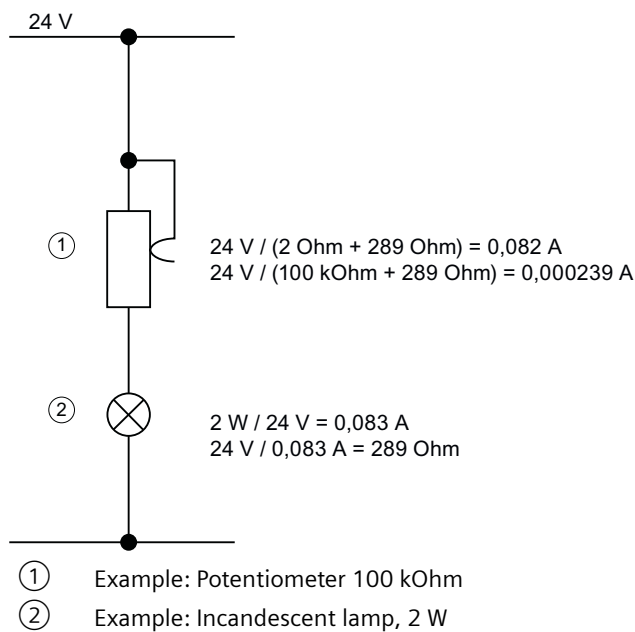 24 V
①
24 V / (2 Ohm + 289 Ohm) = 0,082 A
24 V / (100 kOhm + 289 Ohm) = 0,000239 A
②
2 W / 24 V = 0,083 A
24 V / 0,083 A = 289 Ohm
① Example: Potentiometer 100 kOhm
② Example: Incandescent lamp, 2 W